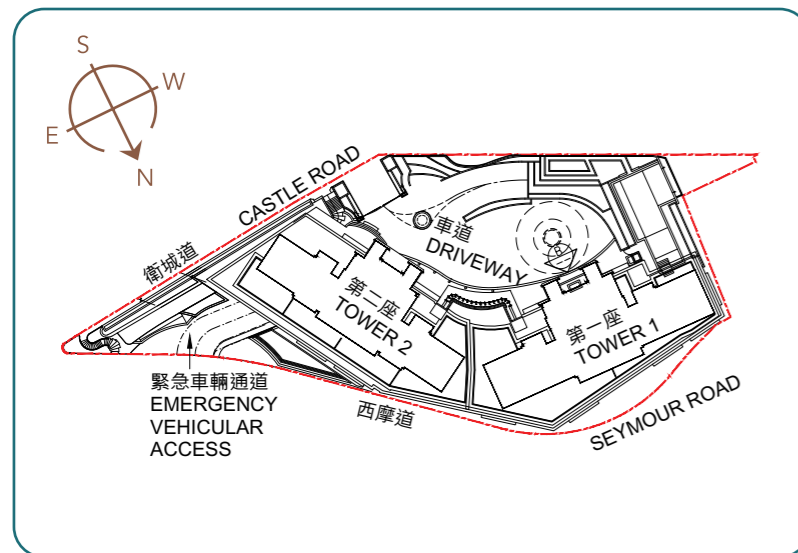 S
W
E
N
CASTLE ROAD
衛城道
車道
DRIVEWAY
第二座
TOWER 2
第一座
TOWER 1
緊急車輛通道
EMERGENCY
VEHICULAR
ACCESS
西摩道
SEYMOUR ROAD